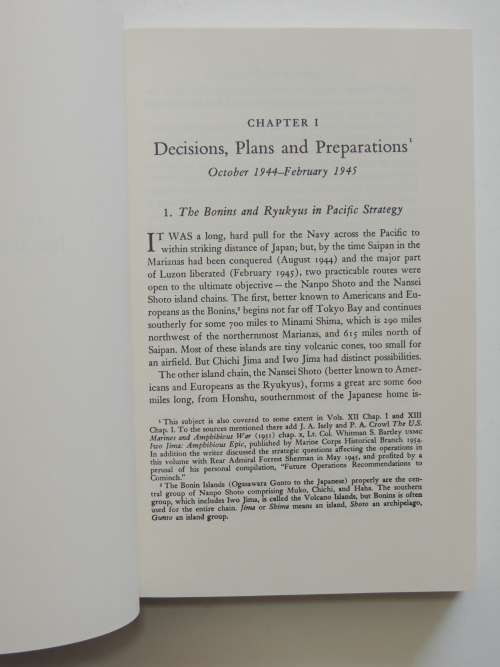 CHAPTER I
Decisions, Plans and Preparations¹
October 1944–February 1945
1. The Bonins and Ryukyus in Pacific Strategy
IT WAS a long, hard pull for the Navy across the Pacific to
within striking distance of Japan; but, by the time Saipan in the
Marianas had been conquered (August 1944) and the major part
of Luzon liberated (February 1945), two practicable routes were
open to the ultimate objective — the Nanpo Shoto and the Nansei
Shoto island chains. The first, better known to Americans and Eu-
ropeans as the Bonins,² begins not far off Tokyo Bay and continues
southerly for some 700 miles to Minami Shima, which is 290 miles
northwest of the northernmost Marianas, and 615 miles north of
Saipan. Most of these islands are tiny volcanic cones, too small for
an airfield. But Chichi Jima and Iwo Jima had distinct possibilities.
The other island chain, the Nansei Shoto (better known to Amer-
icans and Europeans as the Ryukyus), forms a great arc some 600
miles long, from Honshu, southernmost of the Japanese home is-
¹ This subject is also covered to some extent in Vols. XII Chap. I and XIII
Chap. I. To the sources mentioned there add J. A. Isely and P. A. Crowl The U.S.
Marines and Amphibious War (1951) chap. x, Lt. Col. Whitman S. Bartley USMC
Iwo Jima: Amphibious Epic, published by Marine Corps Historical Branch 1954.
In addition the writer discussed the strategic questions affecting the operations in
this volume with Rear Admiral Forrest Sherman in May 1945, and profited by a
perusal of his personal compilation, "Future Operations Recommendations to
Cominch."
² The Bonin Islands (Ogasawara Gunto to the Japanese) properly are the cen-
tral group of Nanpo Shoto comprising Muko, Chichi, and Haha. The southern
group, which includes Iwo Jima, is called the Volcano Islands, but Bonins is often
used for the entire chain. Jima or Shima means an island, Shoto an archipelago,
Gunto an island group.